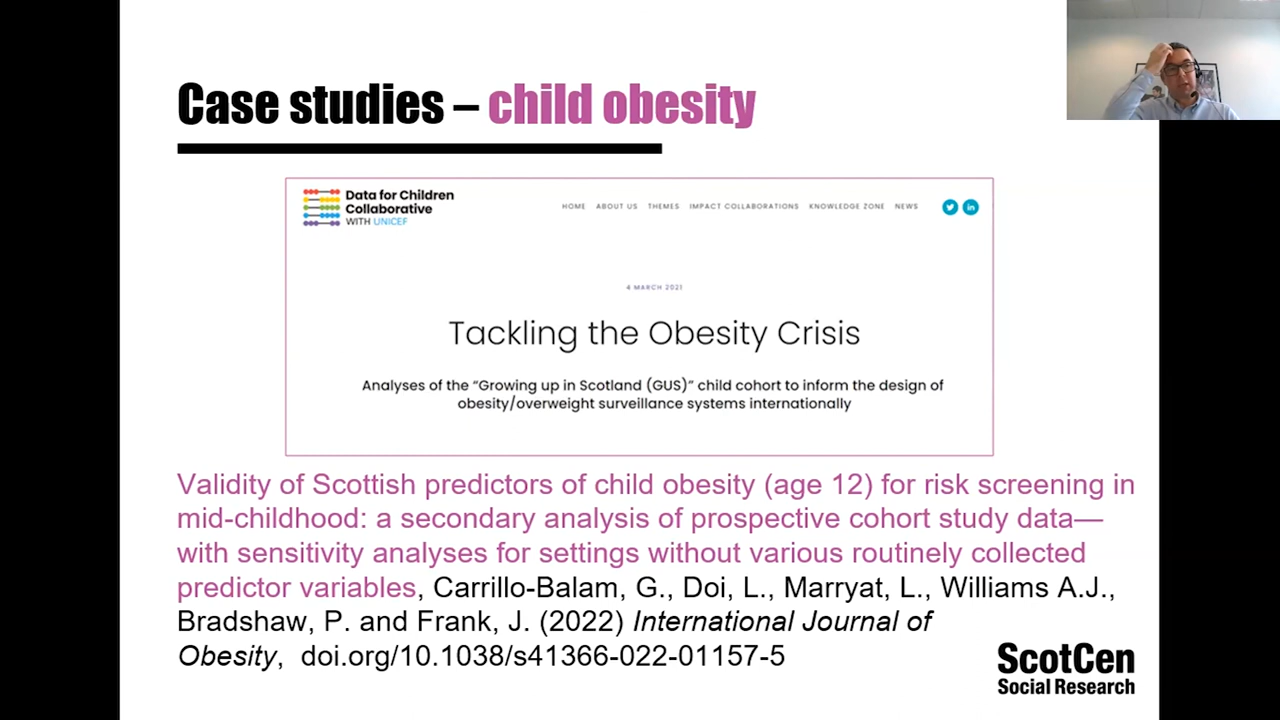 Case studies – child obesity
Data for Children
Collaborative
WITH UNICEF
HOME ABOUT US THEMES IMPACT COLLABORATIONS KNOWLEDGE ZONE NEWS
4 MARCH 2021
Tackling the Obesity Crisis
Analyses of the “Growing up in Scotland (GUS)” child cohort to inform the design of
obesity/overweight surveillance systems internationally
Validity of Scottish predictors of child obesity (age 12) for risk screening in
mid-childhood: a secondary analysis of prospective cohort study data—
with sensitivity analyses for settings without various routinely collected
predictor variables, Carrillo-Balam, G., Doi, L., Marryat, L., Williams A.J.,
Bradshaw, P. and Frank, J. (2022) International Journal of
Obesity, doi.org/10.1038/s41366-022-01157-5
ScotCen
Social Research